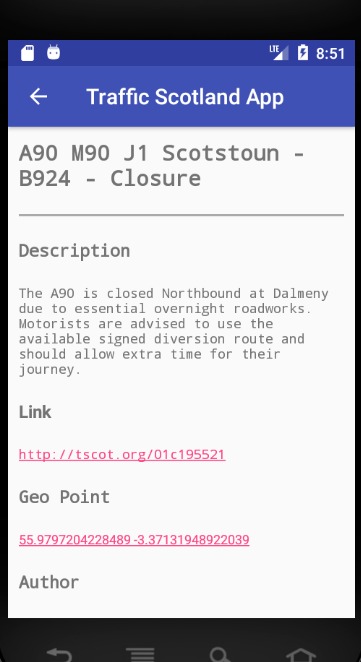 LTE 8:51
Traffic Scotland App
A90 M90 J1 Scotstoun -
B924 - Closure
Description
The A90 is closed Northbound at Dalmeny
due to essential overnight roadworks.
Motorists are advised to use the
available signed diversion route and
should allow extra time for their
journey.
Link
http://tscot.org/01c195521
Geo Point
55.9797204228489 -3.37131948922039
Author